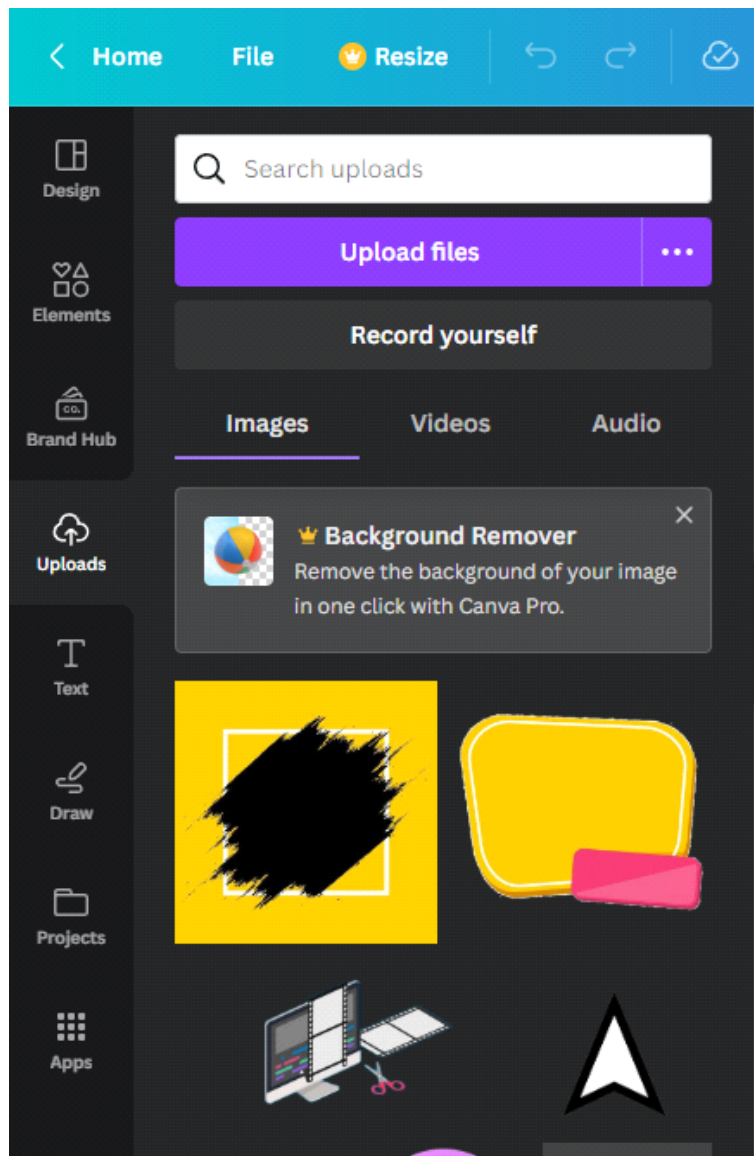 Home File Resize
Design
Elements
CO.
Brand Hub
Uploads
Text
Draw
Projects
Apps
Search uploads
Upload files
Record yourself
Images Videos Audio
Background Remover
Remove the background of your image
in one click with Canva Pro.